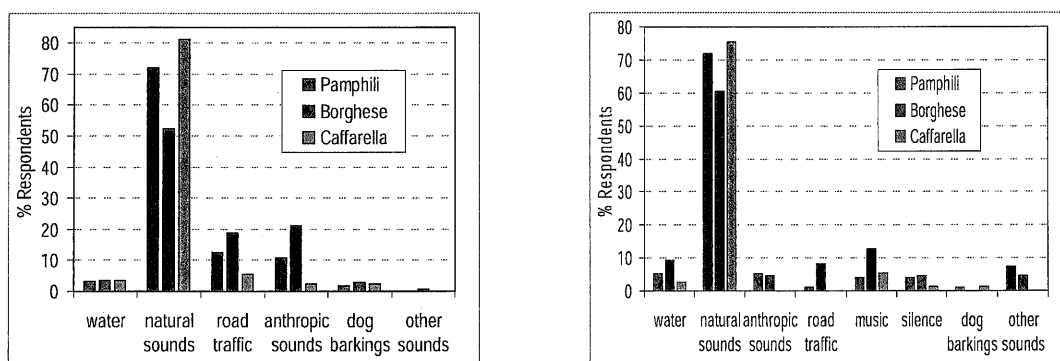 % Respondents
80
70
60
50
40
30
20
10
0
Pamphili
Borghese
Caffarella
water
natural
sounds
road
traffic
anthropic
sounds
dog
barkings
other
sounds
% Respondents
80
70
60
50
40
30
20
10
0
Pamphili
Borghese
Caffarella
water
natural
sounds
anthropic
sounds
road
traffic
music
silence
dog
barkings
other
sounds